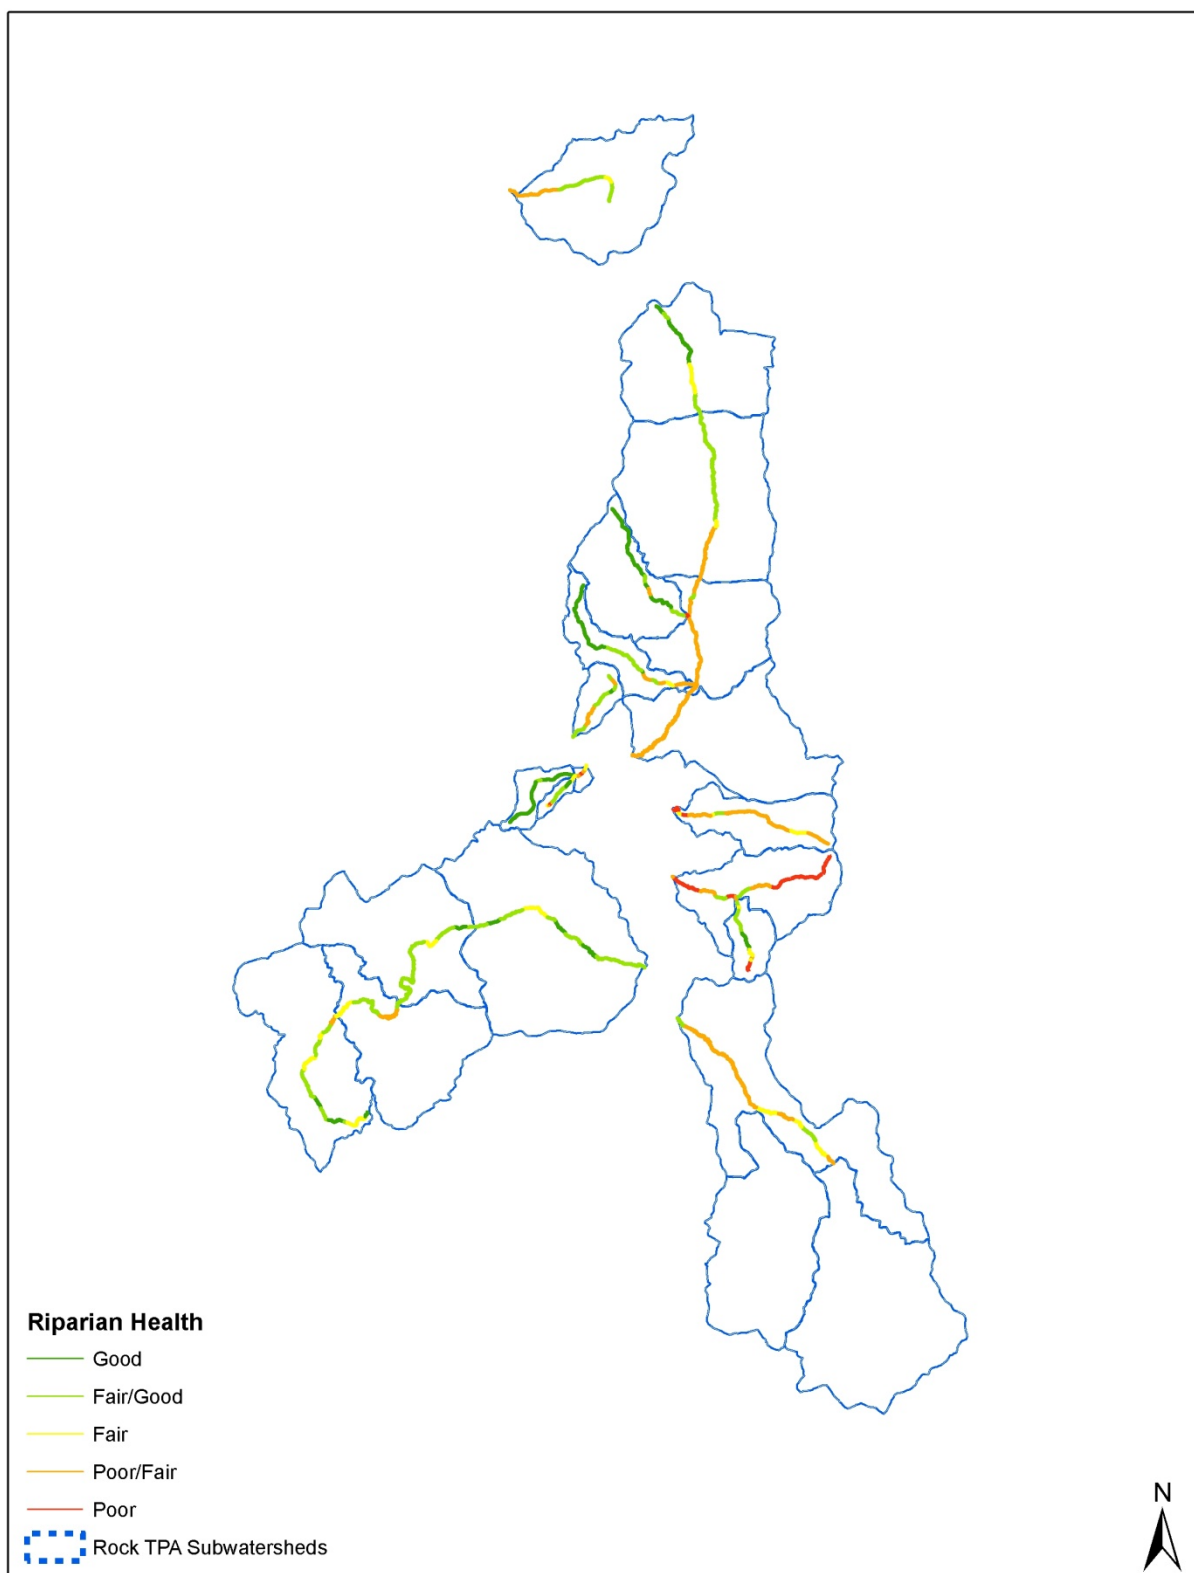 Riparian Health
Good
Fair/Good
Fair
Poor/Fair
Poor
Rock TPA Subwatersheds
N